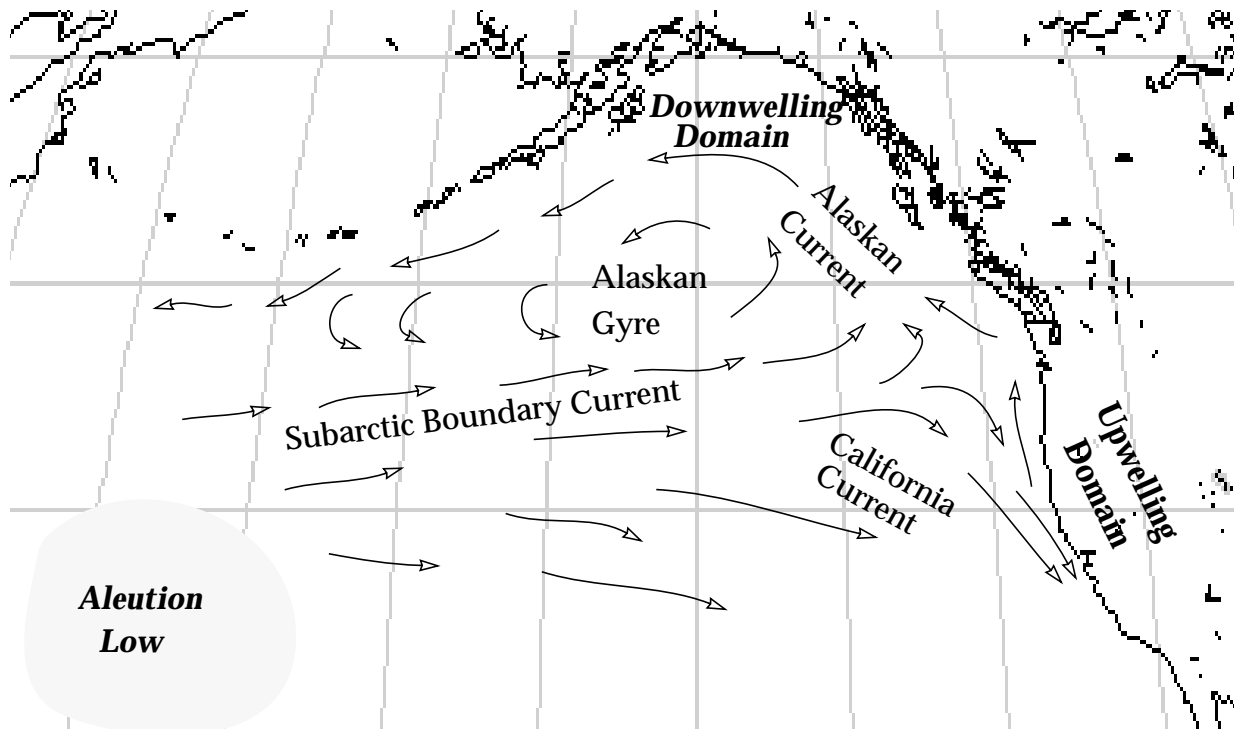 Downwelling
Domain
Alaskan
Current
Alaskan
Gyre
Subarctic Boundary Current
California
Current
Upwelling
Domain
Aleution
Low